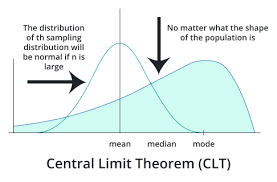 The distribution
of th sampling
distribution will
be normal if n is
large
No matter what the shape
of the population is
mean
median
mode
Central Limit Theorem (CLT)